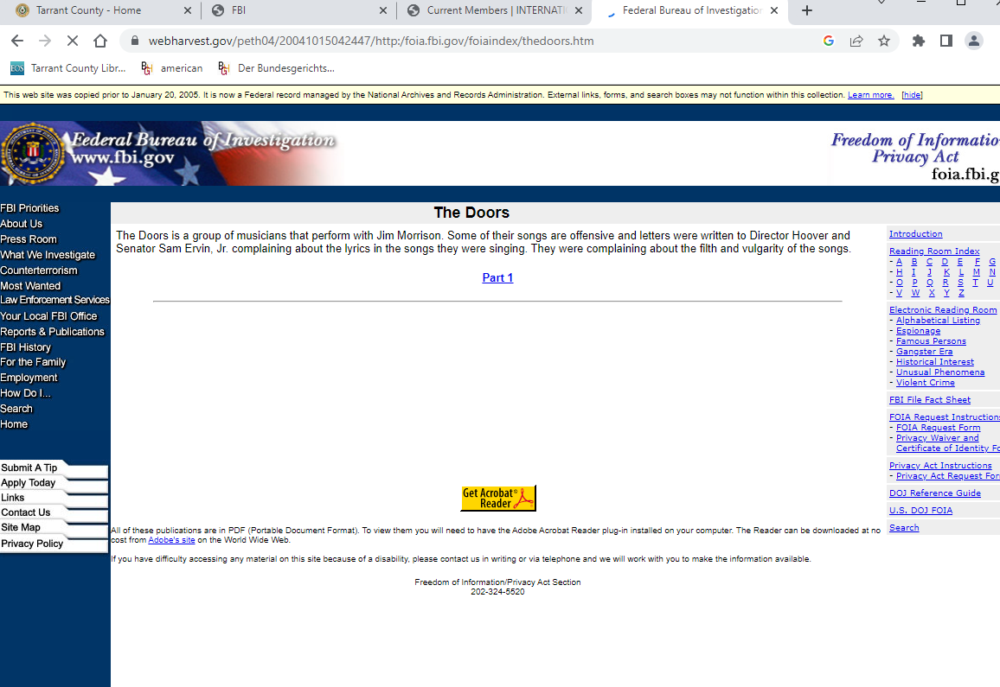 Tarrant County - Home
FBI
Current Members | INTERNATI
Federal Bureau of Investigation
webharvest.gov/peth04/20041015042447/http:/foia.fbi.gov/foiaindex/thedoors.htm
EOS Tarrant County Libr...
american
Der Bundesgerichts...
This web site was copied prior to January 20, 2005. It is now a Federal record managed by the National Archives and Records Administration. External links, forms, and search boxes may not function within this collection. Learn more. [hide]
Federal Bureau of Investigation
www.fbi.gov
Freedom of Informatio
Privacy Act
foia.fbi.g
FBI Priorities
About Us
Press Room
What We Investigate
Counterterrorism
Most Wanted
Law Enforcement Services
Your Local FBI Office
Reports & Publications
FBI History
For the Family
Employment
How Do I...
Search
Home
Submit A Tip
Apply Today
Links
Contact Us
Site Map
Privacy Policy
The Doors
The Doors is a group of musicians that perform with Jim Morrison. Some of their songs are offensive and letters were written to Director Hoover and
Senator Sam Ervin, Jr. complaining about the lyrics in the songs they were singing. They were complaining about the filth and vulgarity of the songs.
Part 1
Get Acrobat®
Reader
All of these publications are in PDF (Portable Document Format). To view them you will need to have the Adobe Acrobat Reader plug-in installed on your computer. The Reader can be downloaded at no
cost from Adobe's site on the World Wide Web.
If you have difficulty accessing any material on this site because of a disability, please contact us in writing or via telephone and we will work with you to make the information available.
Freedom of Information/Privacy Act Section
202-324-5520
Introduction
Reading Room Index
- A B C D E F G
- H I J K L M N
- O P Q R S T U
- V W X Y Z
Electronic Reading Room
- Alphabetical Listing
- Espionage
- Famous Persons
- Gangster Era
- Historical Interest
- Unusual Phenomena
- Violent Crime
FBI File Fact Sheet
FOIA Request Instructions
- FOIA Request Form
- Privacy Waiver and
Certificate of Identity Fo
Privacy Act Instructions
- Privacy Act Request For
DOJ Reference Guide
U.S. DOJ FOIA
Search